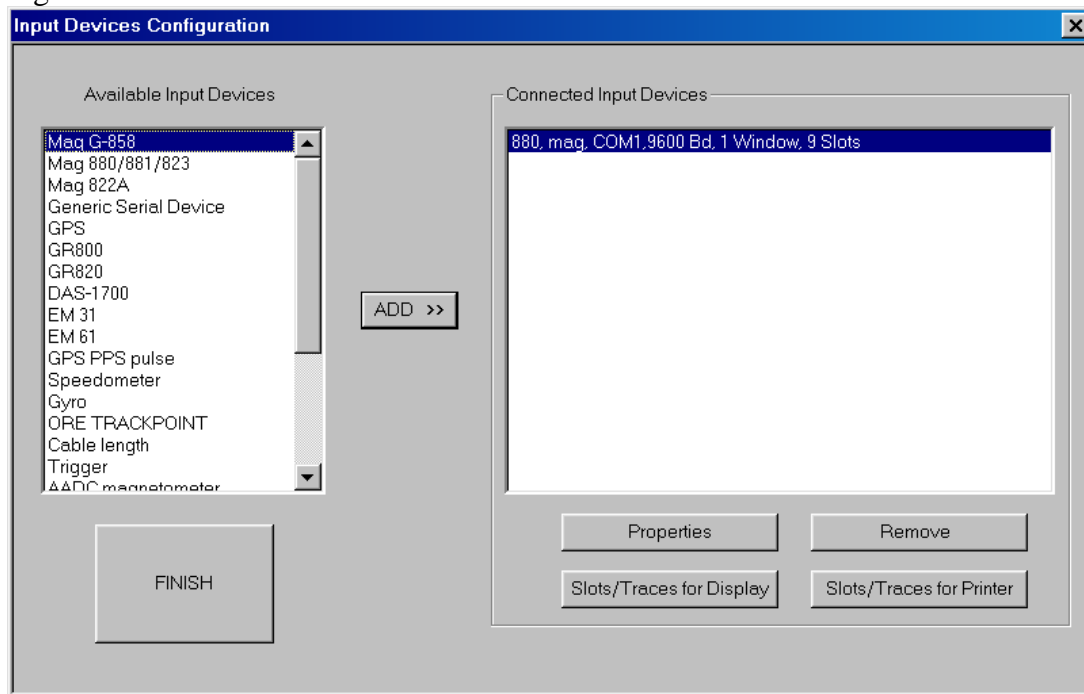 Input Devices Configuration
Available Input Devices
Mag G-858
Mag 880/881/823
Mag 822A
Generic Serial Device
GPS
GR800
GR820
DAS-1700
EM 31
EM 61
GPS PPS pulse
Speedometer
Gyro
ORE TRACKPOINT
Cable length
Trigger
AADC magnetometer
ADD >>
FINISH
Connected Input Devices
880, mag, COM1,9600 Bd, 1 Window, 9 Slots
Properties
Remove
Slots/Traces for Display
Slots/Traces for Printer